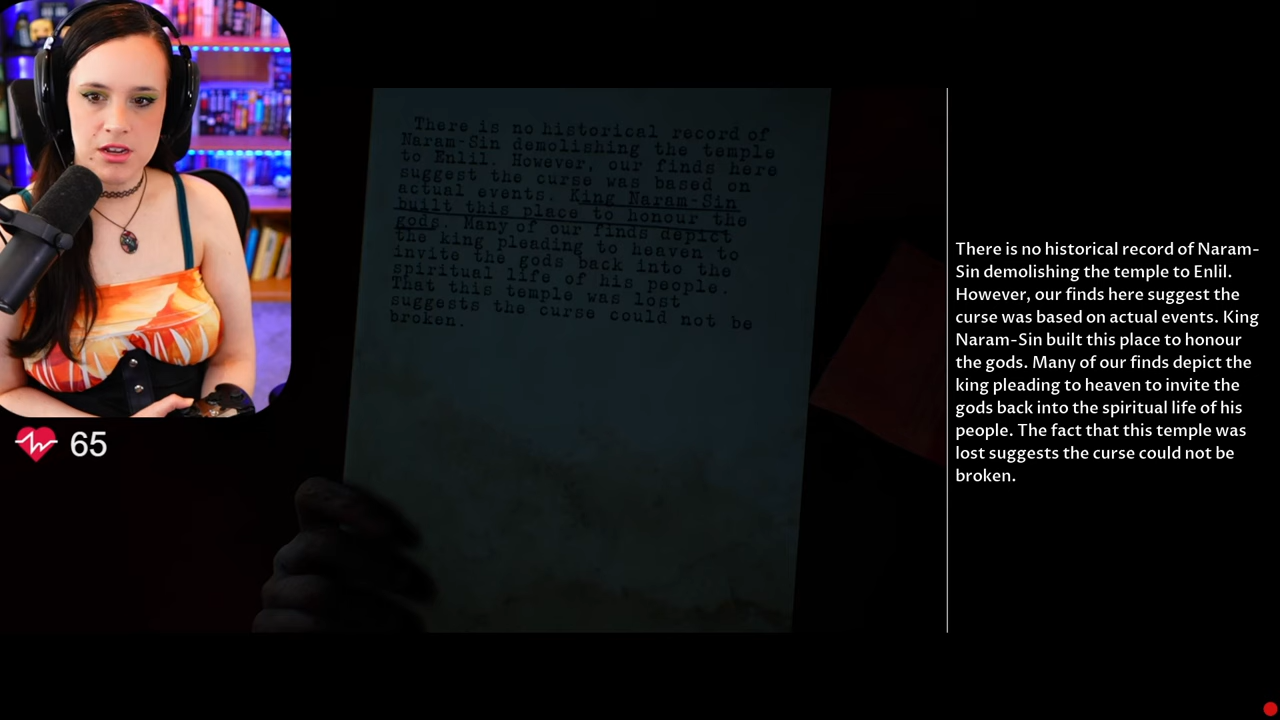 There is no historical record of
Naram-Sin demolishing the temple
to Enlil. However, our finds here
suggest the curse was based on
actual events. King Naram-Sin
built this place to honour the
gods. Many of our finds depict
the king pleading to heaven to
invite the gods back into the
spiritual life of his people.
That this temple was lost
suggests the curse could not be
broken.
There is no historical record of Naram-
Sin demolishing the temple to Enlil.
However, our finds here suggest the
curse was based on actual events. King
Naram-Sin built this place to honour
the gods. Many of our finds depict the
king pleading to heaven to invite the
gods back into the spiritual life of his
people. The fact that this temple was
lost suggests the curse could not be
broken.
65